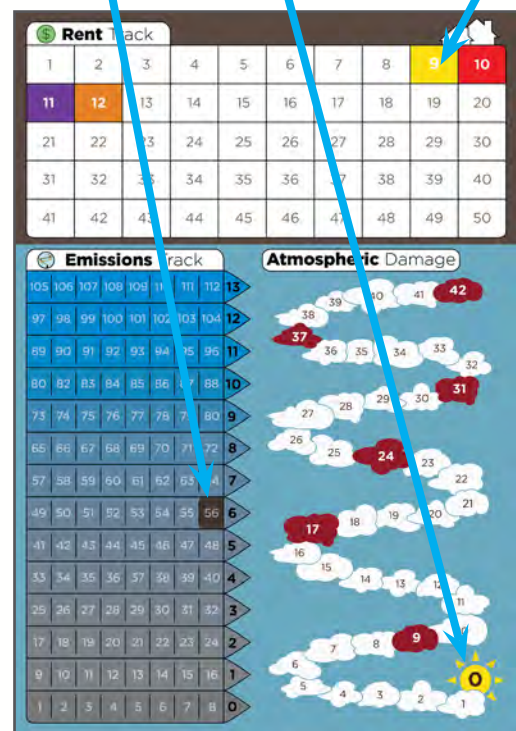 $ Rent Track
1 2 3 4 5 6 7 8 9 10
11 12 13 14 15 16 17 18 19 20
21 22 23 24 25 26 27 28 29 30
31 32 33 34 35 36 37 38 39 40
41 42 43 44 45 46 47 48 49 50
Emissions Track
105 106 107 108 109 110 111 112 13
97 98 99 100 101 102 103 104 12
89 90 91 92 93 94 95 96 11
80 82 83 84 85 86 87 88 10
73 74 75 76 77 78 79 80 9
65 66 67 68 69 70 71 72 8
57 58 59 60 61 62 63 64 7
49 50 51 52 53 54 55 56 6
41 42 43 44 45 46 47 48 5
33 34 35 36 37 38 39 40 4
25 26 27 28 29 30 31 32 3
17 18 19 20 21 22 23 24 2
9 10 11 12 13 14 15 16 1
1 2 3 4 5 6 7 8 0
Atmospheric Damage
38 39 40 41 42
37 36 35 34 33 32
27 28 29 30 31
26 25 24 23 22
17 18 19 20 21
16 15 14 13 12 11
6 7 8 9 10
5 4 3 2 1
0